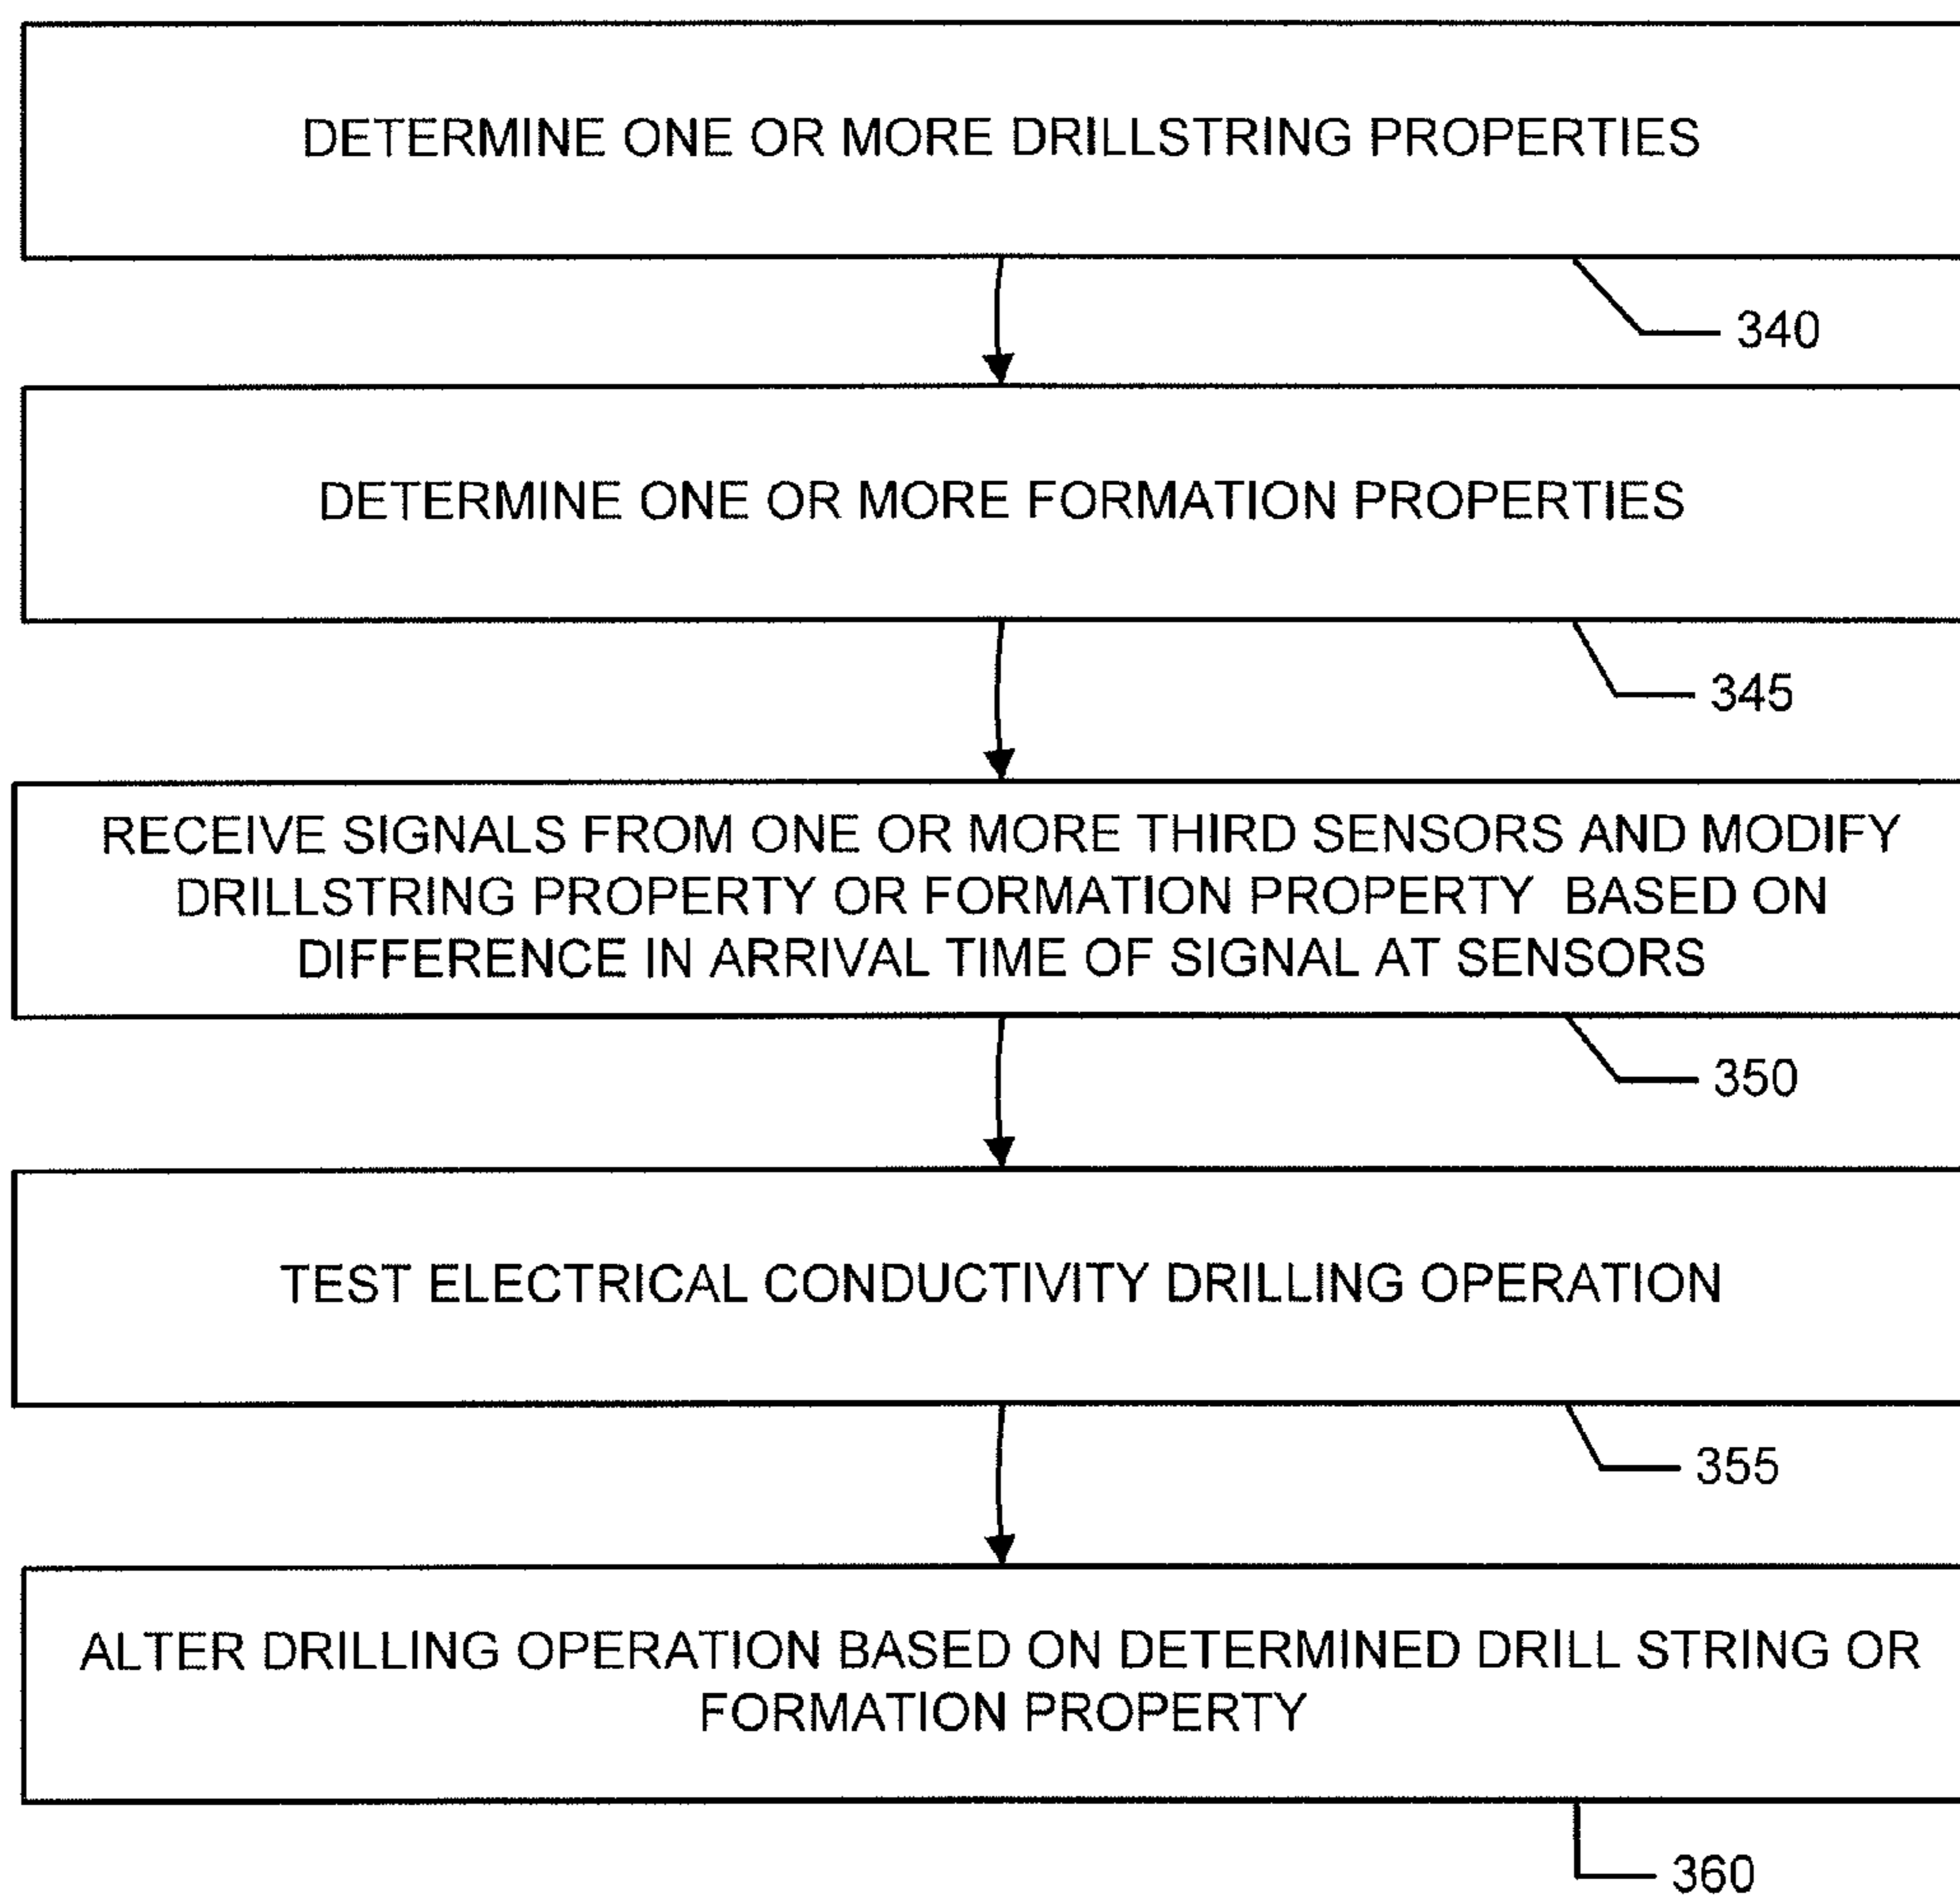 DETERMINE ONE OR MORE DRILLSTRING PROPERTIES
340
DETERMINE ONE OR MORE FORMATION PROPERTIES
345
RECEIVE SIGNALS FROM ONE OR MORE THIRD SENSORS AND MODIFY
DRILLSTRING PROPERTY OR FORMATION PROPERTY BASED ON
DIFFERENCE IN ARRIVAL TIME OF SIGNAL AT SENSORS
350
TEST ELECTRICAL CONDUCTIVITY DRILLING OPERATION
355
ALTER DRILLING OPERATION BASED ON DETERMINED DRILL STRING OR
FORMATION PROPERTY
360